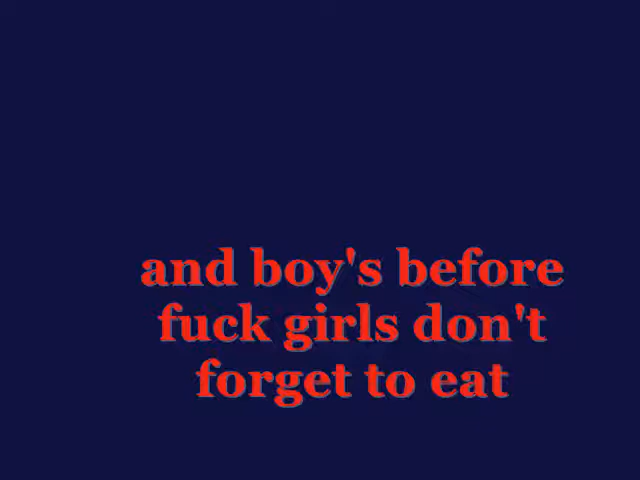 and boy's before
fuck girls don't
forget to eat